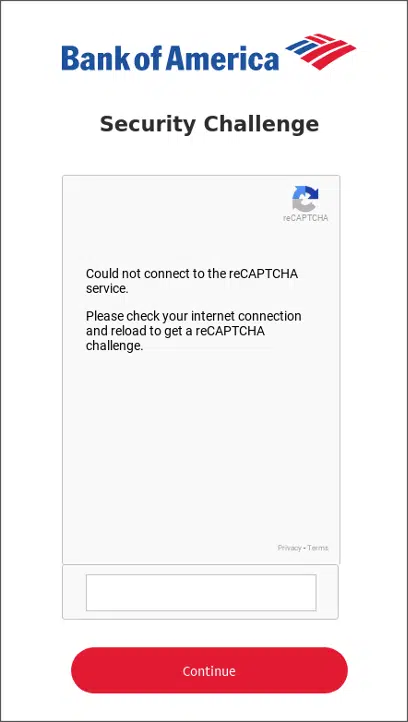 Bank of America
Security Challenge
reCAPTCHA
Could not connect to the reCAPTCHA
service.
Please check your internet connection
and reload to get a reCAPTCHA
challenge.
Privacy • Terms
Continue